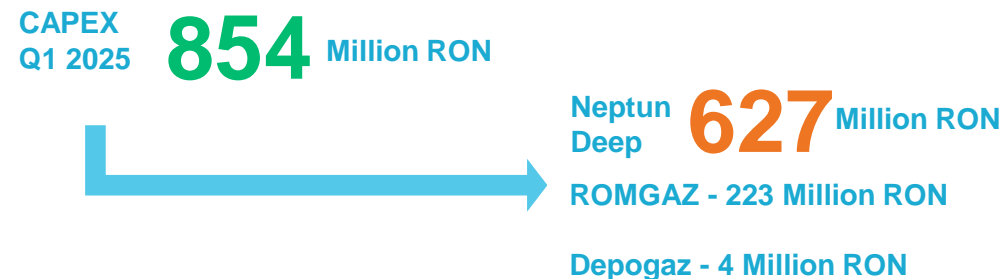 CAPEX
Q1 2025
854 Million RON
Neptun
Deep
627 Million RON
ROMGAZ - 223 Million RON
Depogaz - 4 Million RON